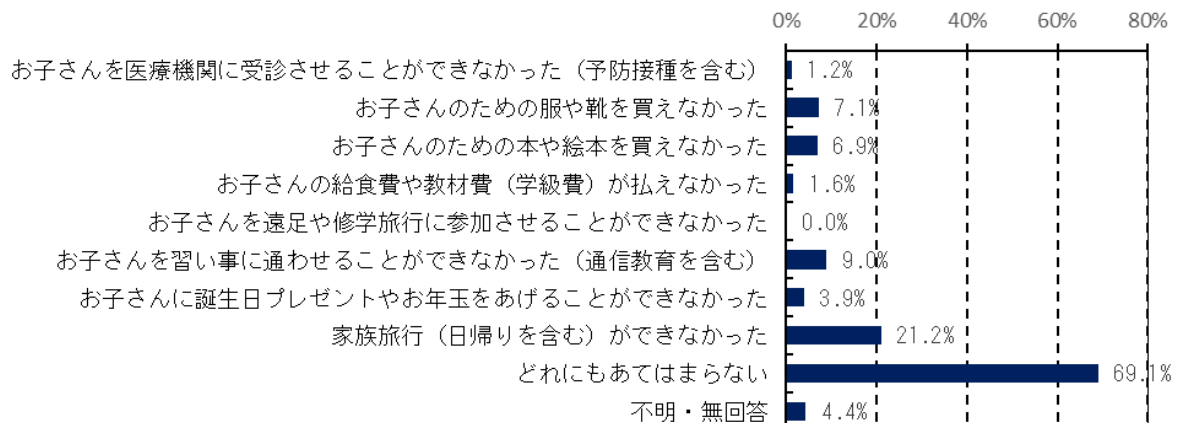 0% 20% 40% 60% 80%
お子さんを医療機関に受診させることができなかった（予防接種を含む） 1.2%
お子さんのための服や靴を買えなかった 7.1%
お子さんのための本や絵本を買えなかった 6.9%
お子さんの給食費や教材費（学級費）が払えなかった 1.6%
お子さんを遠足や修学旅行に参加させることができなかった 0.0%
お子さんを習い事に通わせることができなかった（通信教育を含む） 9.0%
お子さんに誕生日プレゼントやお年玉をあげることができなかった 3.9%
家族旅行（日帰りを含む）ができなかった 21.2%
どれにもあてはまらない 69.1%
不明・無回答 4.4%